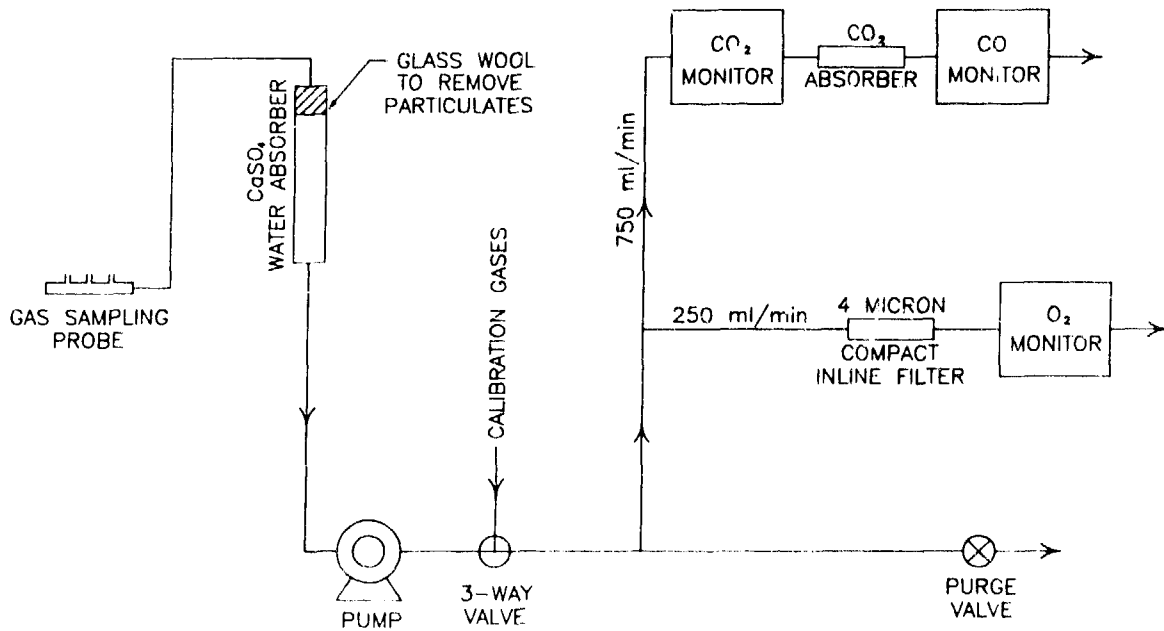 GLASS WOOL
TO REMOVE
PARTICULATES
CaSO₄
WATER ABSORBER
GAS SAMPLING
PROBE
CALIBRATION GASES
PUMP
3-WAY
VALVE
750 ml/min
CO₂
MONITOR
CO₂
ABSORBER
CO
MONITOR
250 ml/min
4 MICRON
COMPACT
INLINE FILTER
O₂
MONITOR
PURGE
VALVE